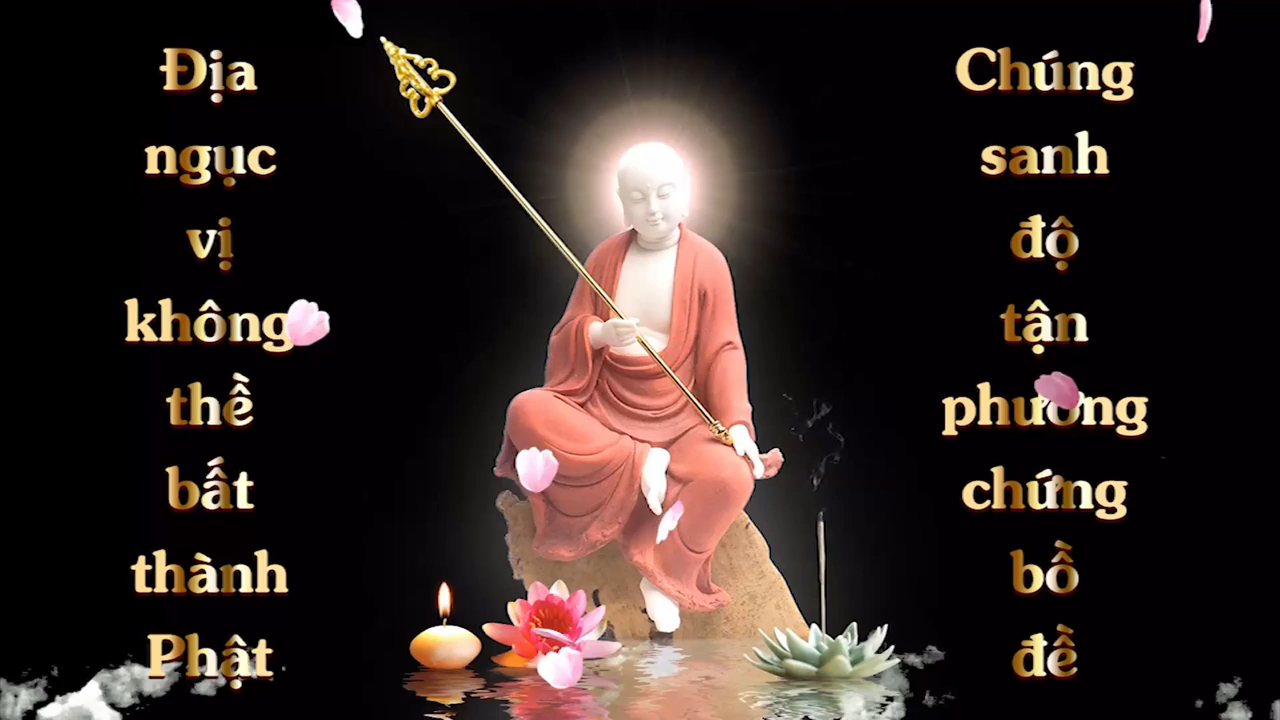 Địa
ngục
vị
không
thề
bất
thành
Phật
Chúng
sanh
độ
tận
phương
chứng
bồ
đề